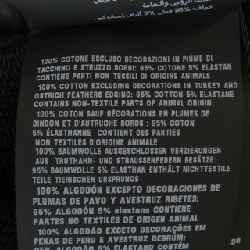 100% COTONE ESCLUSO DECORAZIONI IN PIUME DI
TACCHINO E STRUZZO BORDI: 95% COTONE 5% ELASTAN
CONTIENE PARTI NON TESSILI DI ORIGINE ANIMALE
100% COTTON EXCLUDING DECORATIONS IN TURKEY AND
OSTRICH FEATHERS EDGING: 95% COTTON 5% ELASTANE
CONTAINS NON-TEXTILE PARTS OF ANIMAL ORIGIN
100% COTON SAUF DÉCORATIONS EN PLUMES DE
DINDON ET D'AUTRUCHE BORDS : 95% COTON
5% ÉLASTHANNE CONTIENT DES PARTIES
NON TEXTILES D'ORIGINE ANIMALE
100% BAUMWOLLE AUSGESCHLOSSEN VERZIERUNGEN
AUS TRUTHAHN- UND STRAUSSENFEDERN BESÄTZE:
95% BAUMWOLLE 5% ELASTHAN ENTHÄLT NICHTTEXTILE
TEILE TIERISCHEN URSPRUNGS
100% ALGODÓN EXCEPTO DECORACIONES DE
PLUMAS DE PAVO Y AVESTRUZ RIBETES:
95% ALGODÓN 5% elastano CONTIENE
PARTES NO TEXTILES DE ORIGEN ANIMAL
100% ALGODÃO EXCETO DECORAÇÕES EM
PENAS DE PERU E AVESTRUZ DEBRUM:
95% ALGODÃO 5% ELASTANO CONTÉM